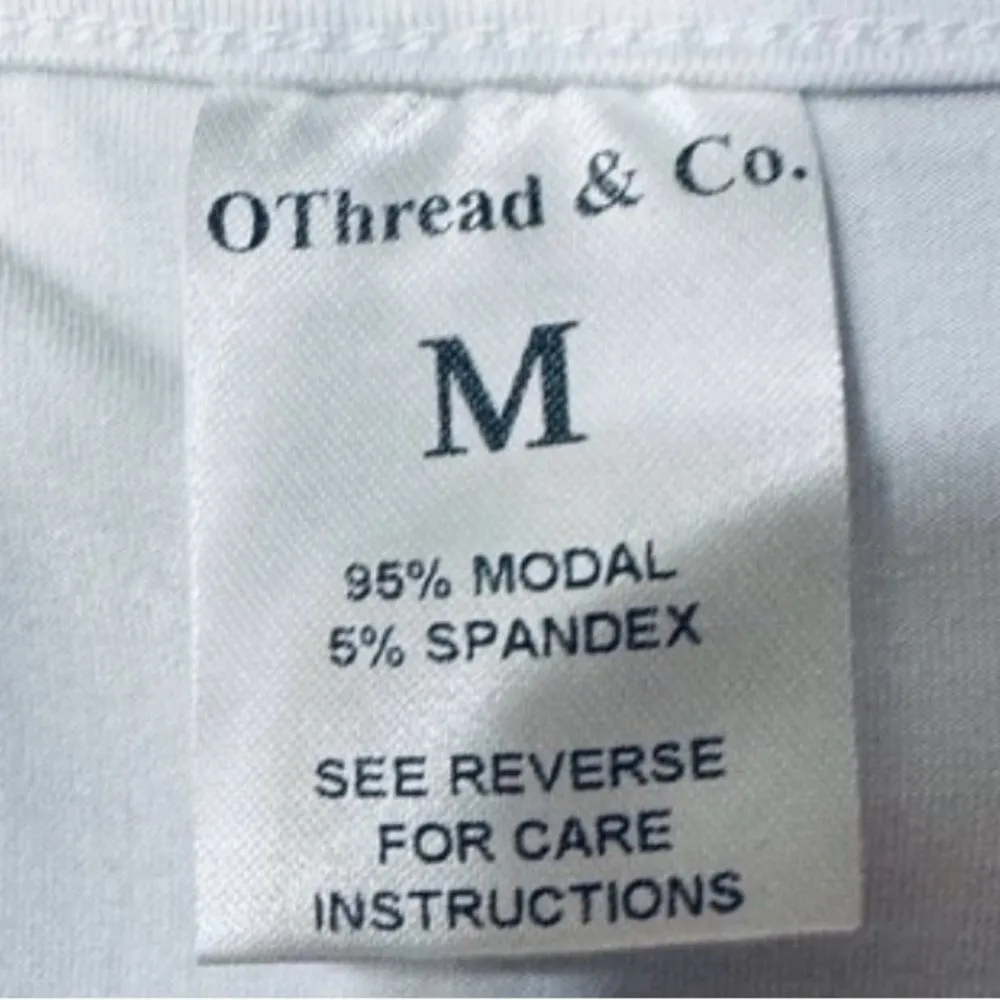 OThread & Co.
M
95% MODAL
5% SPANDEX
SEE REVERSE
FOR CARE
INSTRUCTIONS